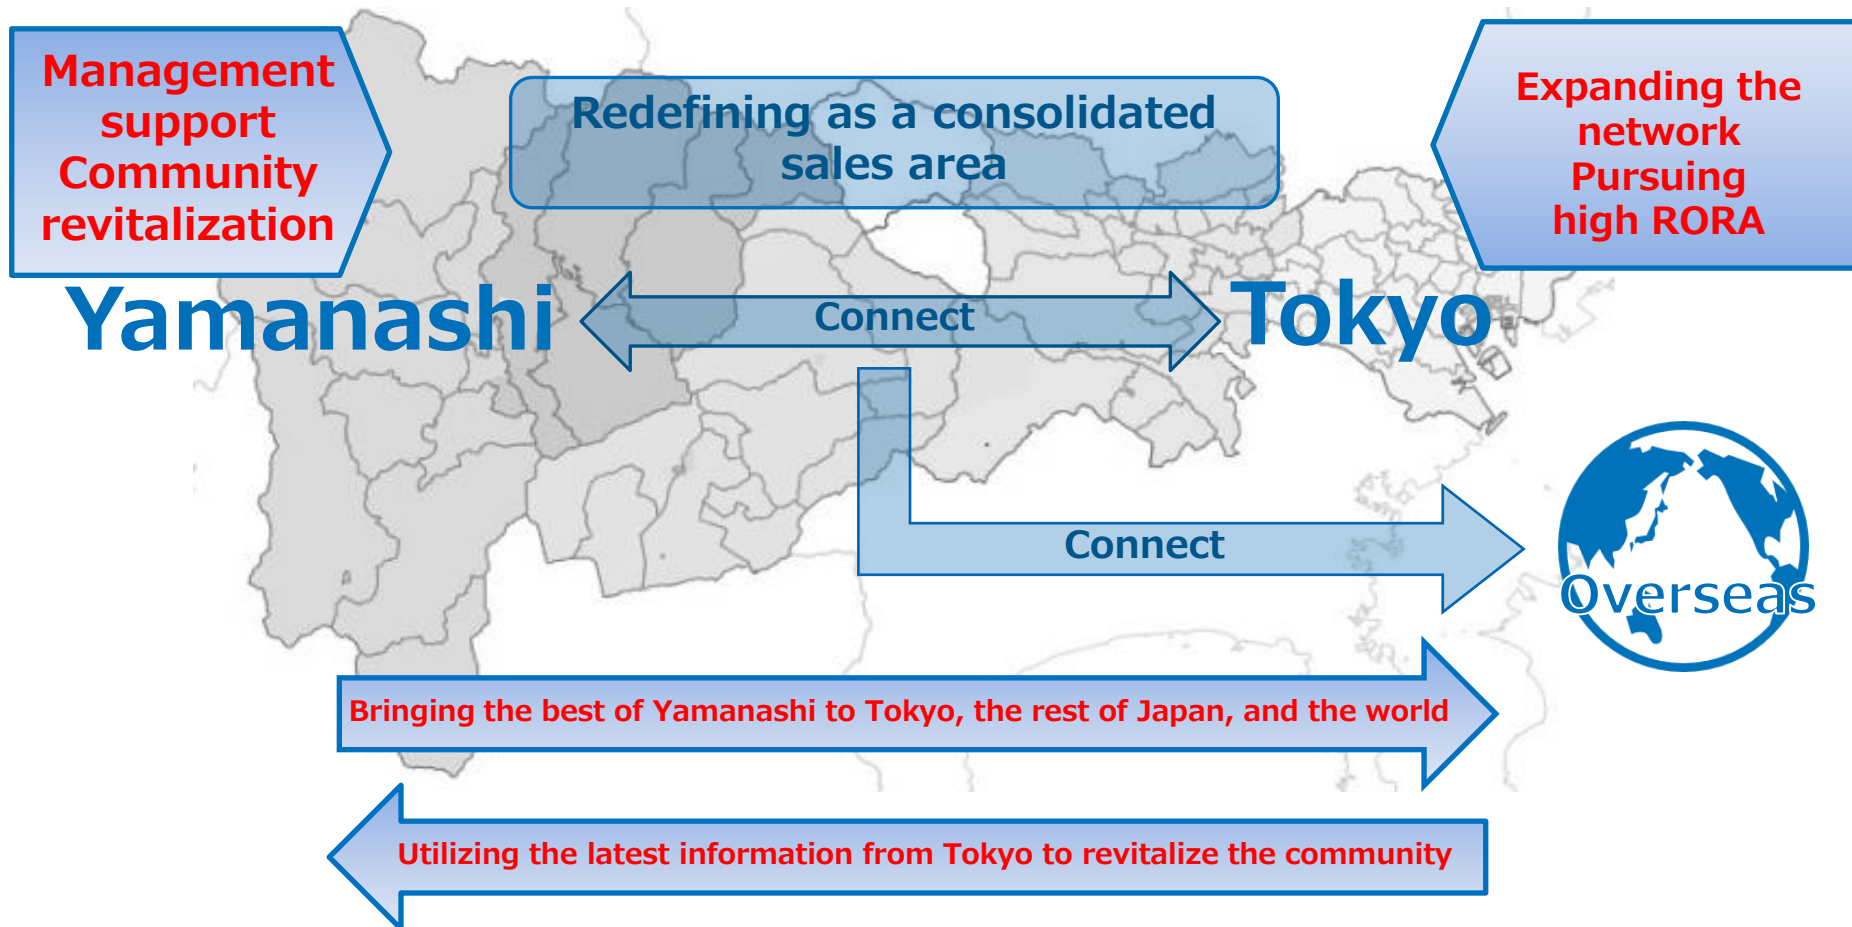 Management
support
Community
revitalization
Redefining as a consolidated
sales area
Expanding the
network
Pursuing
high RORA
Yamanashi
Connect
Tokyo
Connect
Overseas
Bringing the best of Yamanashi to Tokyo, the rest of Japan, and the world
Utilizing the latest information from Tokyo to revitalize the community